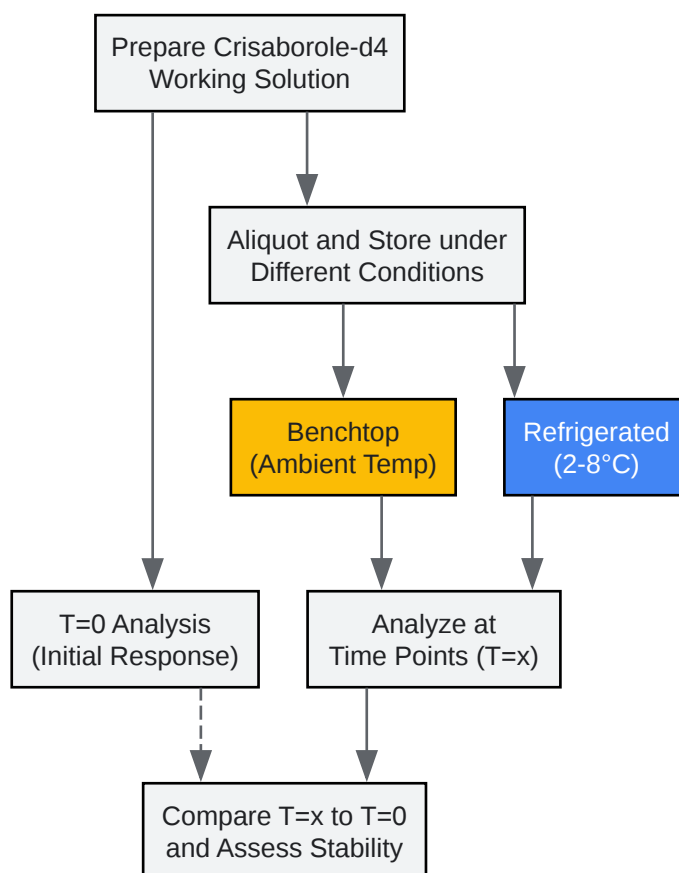 Prepare Crisaborole-d4
Working Solution
Aliquot and Store under
Different Conditions
Benchtop
(Ambient Temp)
Refrigerated
(2-8°C)
T=0 Analysis
(Initial Response)
Analyze at
Time Points (T=x)
Compare T=x to T=0
and Assess Stability